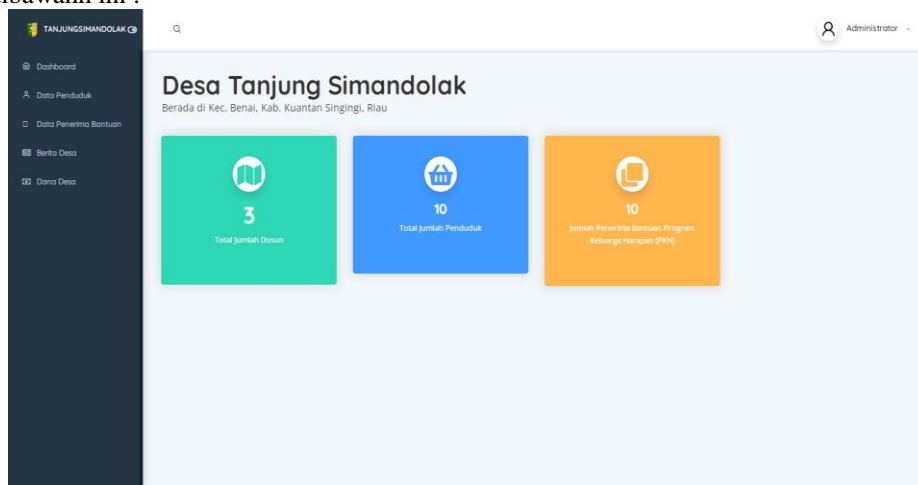 TANJUNGSIMANDOLAK
Administrator
Dashboard
Data Penduduk
Data Penerima Bantuan
Berita Desa
Dana Desa
Desa Tanjung Simandolak
Berada di Kec. Benai, Kab. Kuantan Singingi, Riau
3
Total Jumlah Dusun
10
Total Jumlah Penduduk
10
Jumlah Penerima Bantuan Program
Keluarga Harapan (PKH)